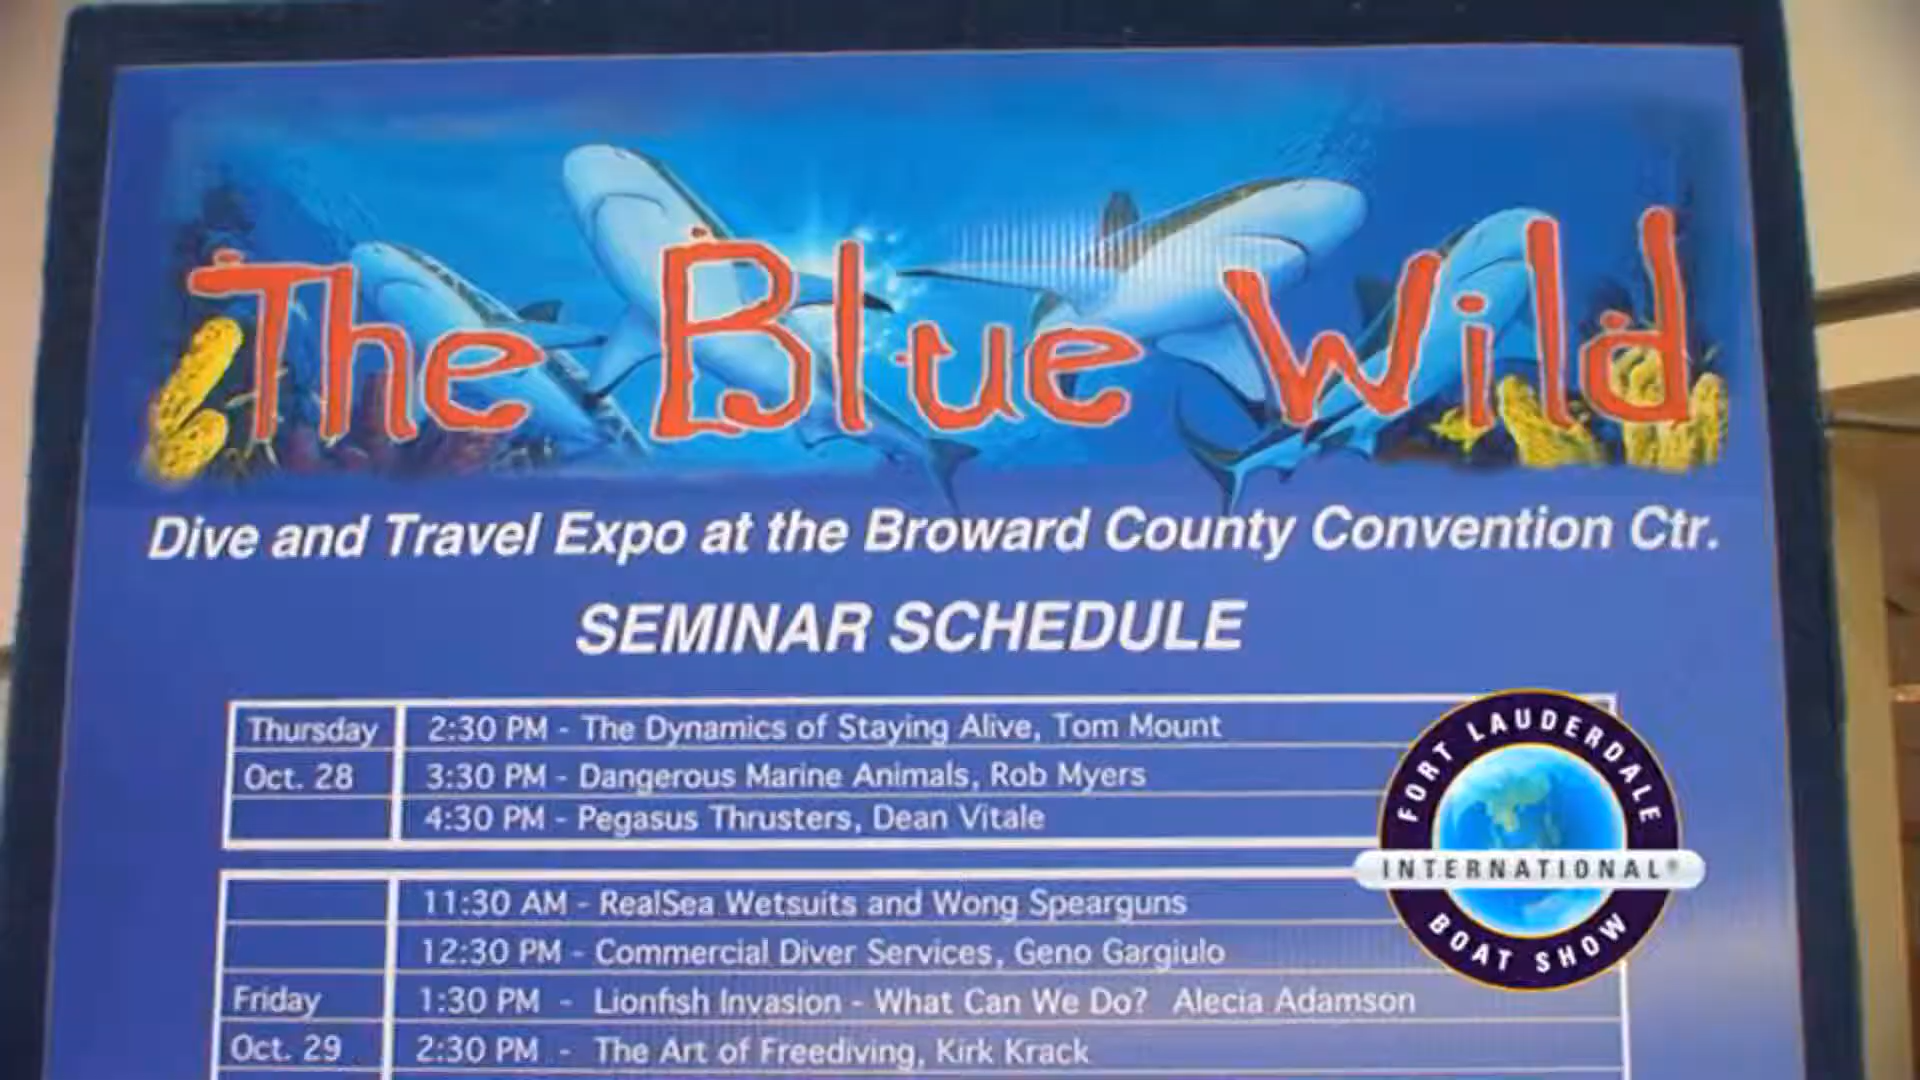 The Blue Wild
Dive and Travel Expo at the Broward County Convention Ctr.
SEMINAR SCHEDULE
Thursday 2:30 PM - The Dynamics of Staying Alive, Tom Mount
Oct. 28 3:30 PM - Dangerous Marine Animals, Rob Myers
4:30 PM - Pegasus Thrusters, Dean Vitale
11:30 AM - RealSea Wetsuits and Wong Spearguns
12:30 PM - Commercial Diver Services, Geno Gargiulo
Friday 1:30 PM - Lionfish Invasion - What Can We Do? Alecia Adamson
Oct. 29 2:30 PM - The Art of Freediving, Kirk Krack
FORT LAUDERDALE
INTERNATIONAL®
BOAT SHOW